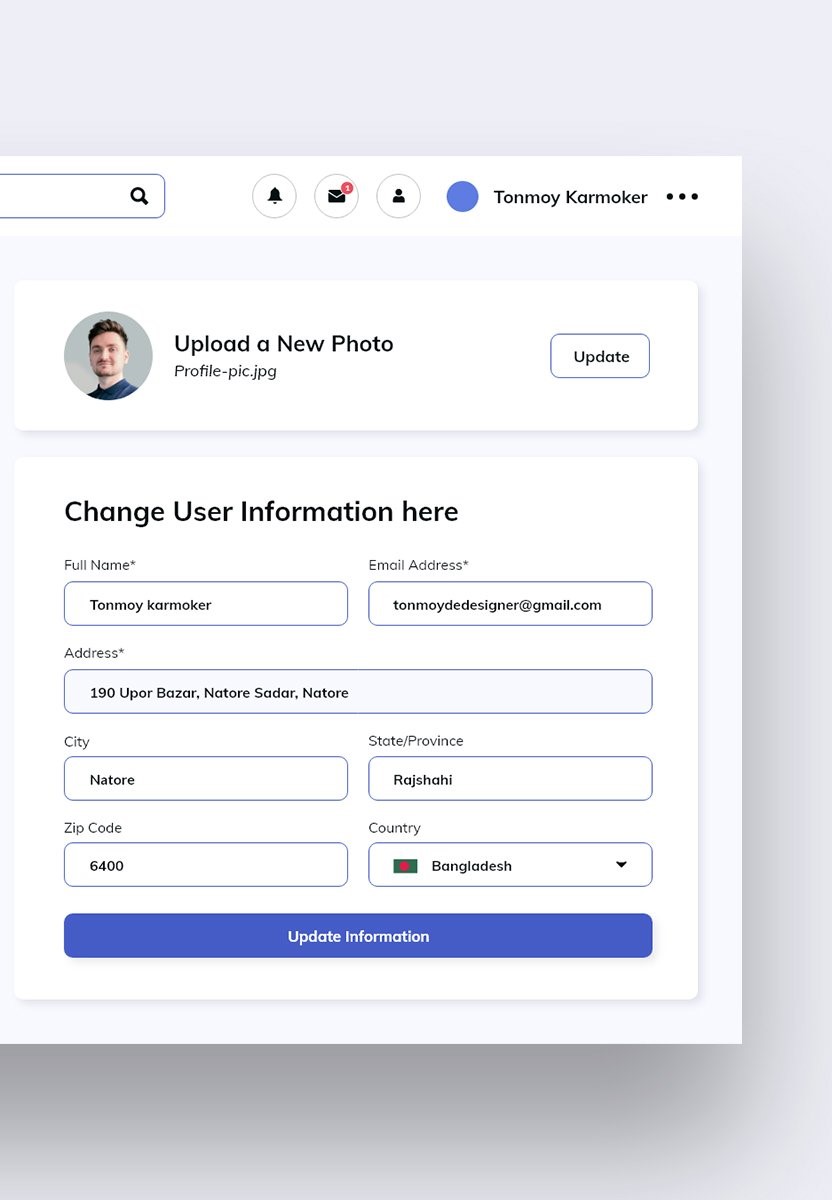 1
Tonmoy Karmoker
Upload a New Photo
Profile-pic.jpg
Update
Change User Information here
Full Name*
Email Address*
Tonmoy karmoker
tonmoydedesigner@gmail.com
Address*
190 Upor Bazar, Natore Sadar, Natore
City
State/Province
Natore
Rajshahi
Zip Code
Country
6400
Bangladesh
Update Information